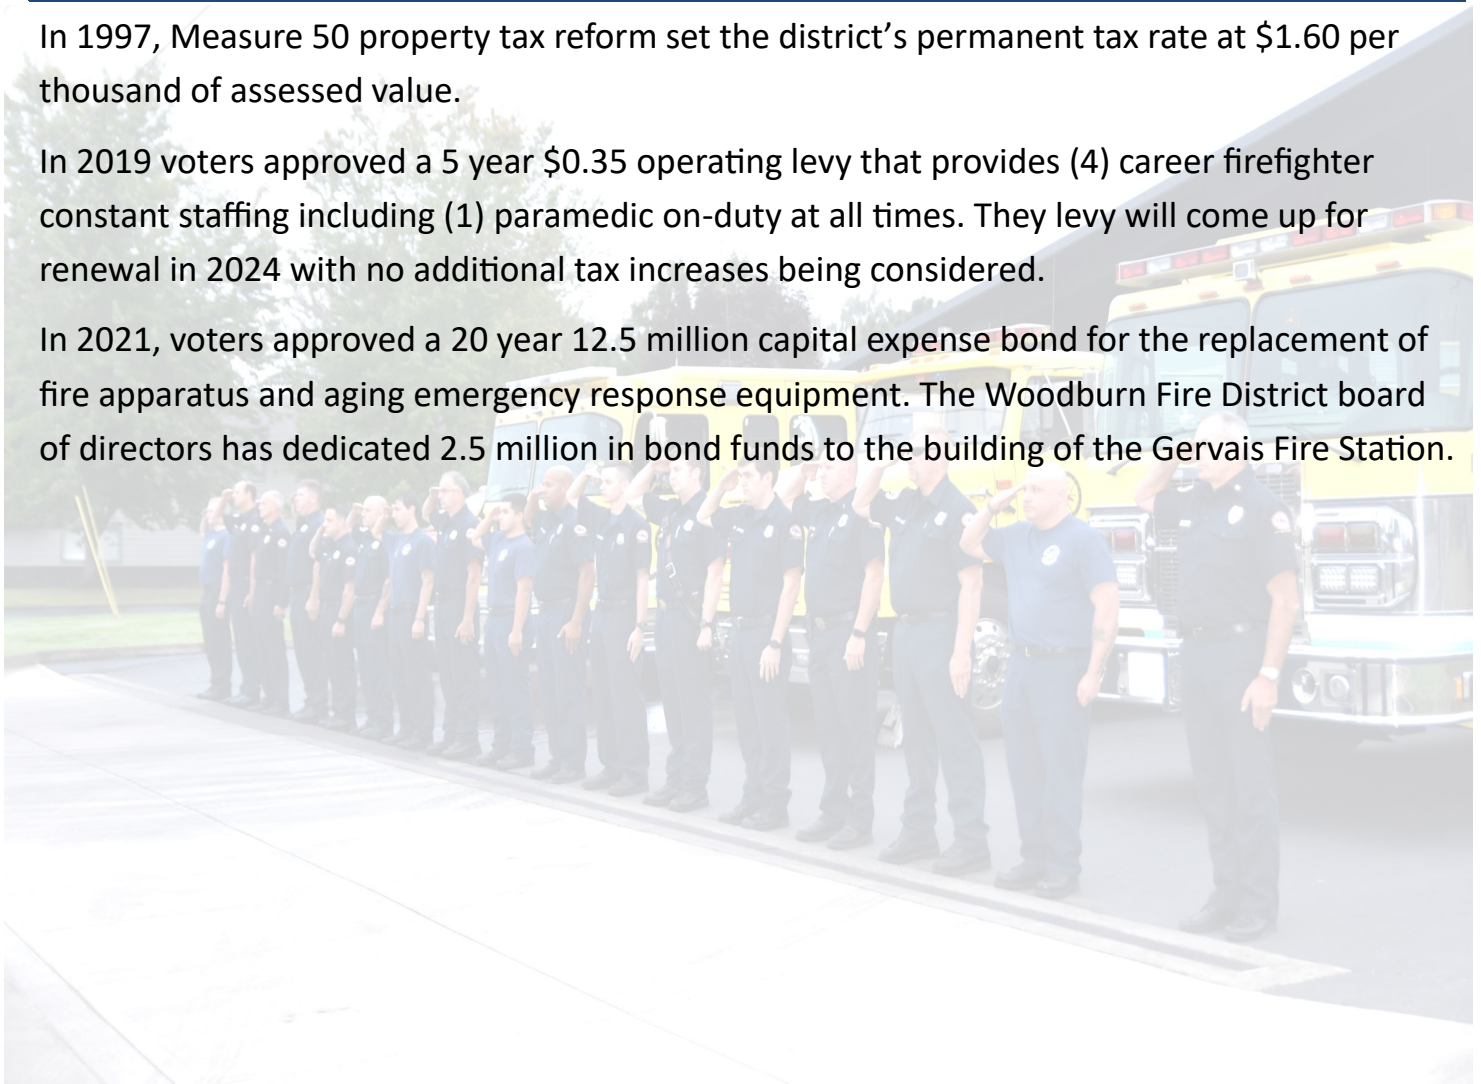 In 1997, Measure 50 property tax reform set the district’s permanent tax rate at $1.60 per
thousand of assessed value.
In 2019 voters approved a 5 year $0.35 operating levy that provides (4) career firefighter
constant staffing including (1) paramedic on-duty at all times. They levy will come up for
renewal in 2024 with no additional tax increases being considered.
In 2021, voters approved a 20 year 12.5 million capital expense bond for the replacement of
fire apparatus and aging emergency response equipment. The Woodburn Fire District board
of directors has dedicated 2.5 million in bond funds to the building of the Gervais Fire Station.